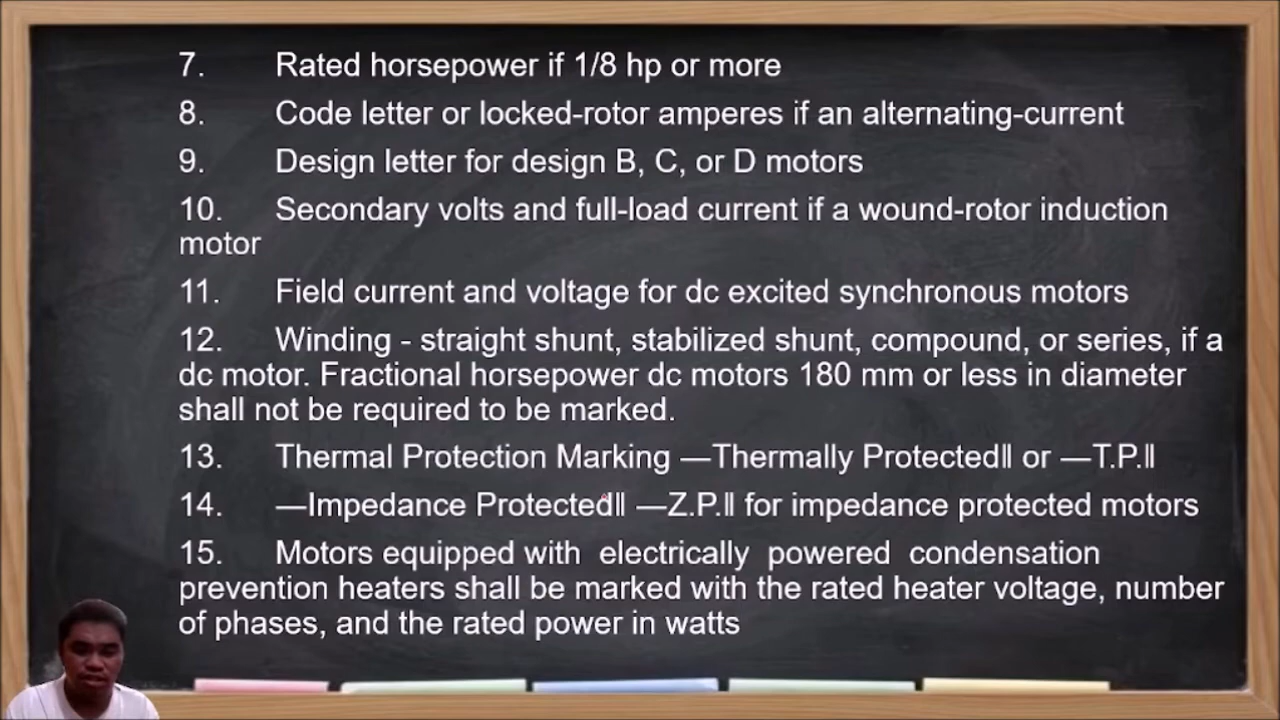 7. Rated horsepower if 1/8 hp or more
8. Code letter or locked-rotor amperes if an alternating-current
9. Design letter for design B, C, or D motors
10. Secondary volts and full-load current if a wound-rotor induction
motor
11. Field current and voltage for dc excited synchronous motors
12. Winding - straight shunt, stabilized shunt, compound, or series, if a
dc motor. Fractional horsepower dc motors 180 mm or less in diameter
shall not be required to be marked.
13. Thermal Protection Marking ―Thermally Protected‖ or ―T.P.‖
14. ―Impedance Protected‖ ―Z.P.‖ for impedance protected motors
15. Motors equipped with electrically powered condensation
prevention heaters shall be marked with the rated heater voltage, number
of phases, and the rated power in watts